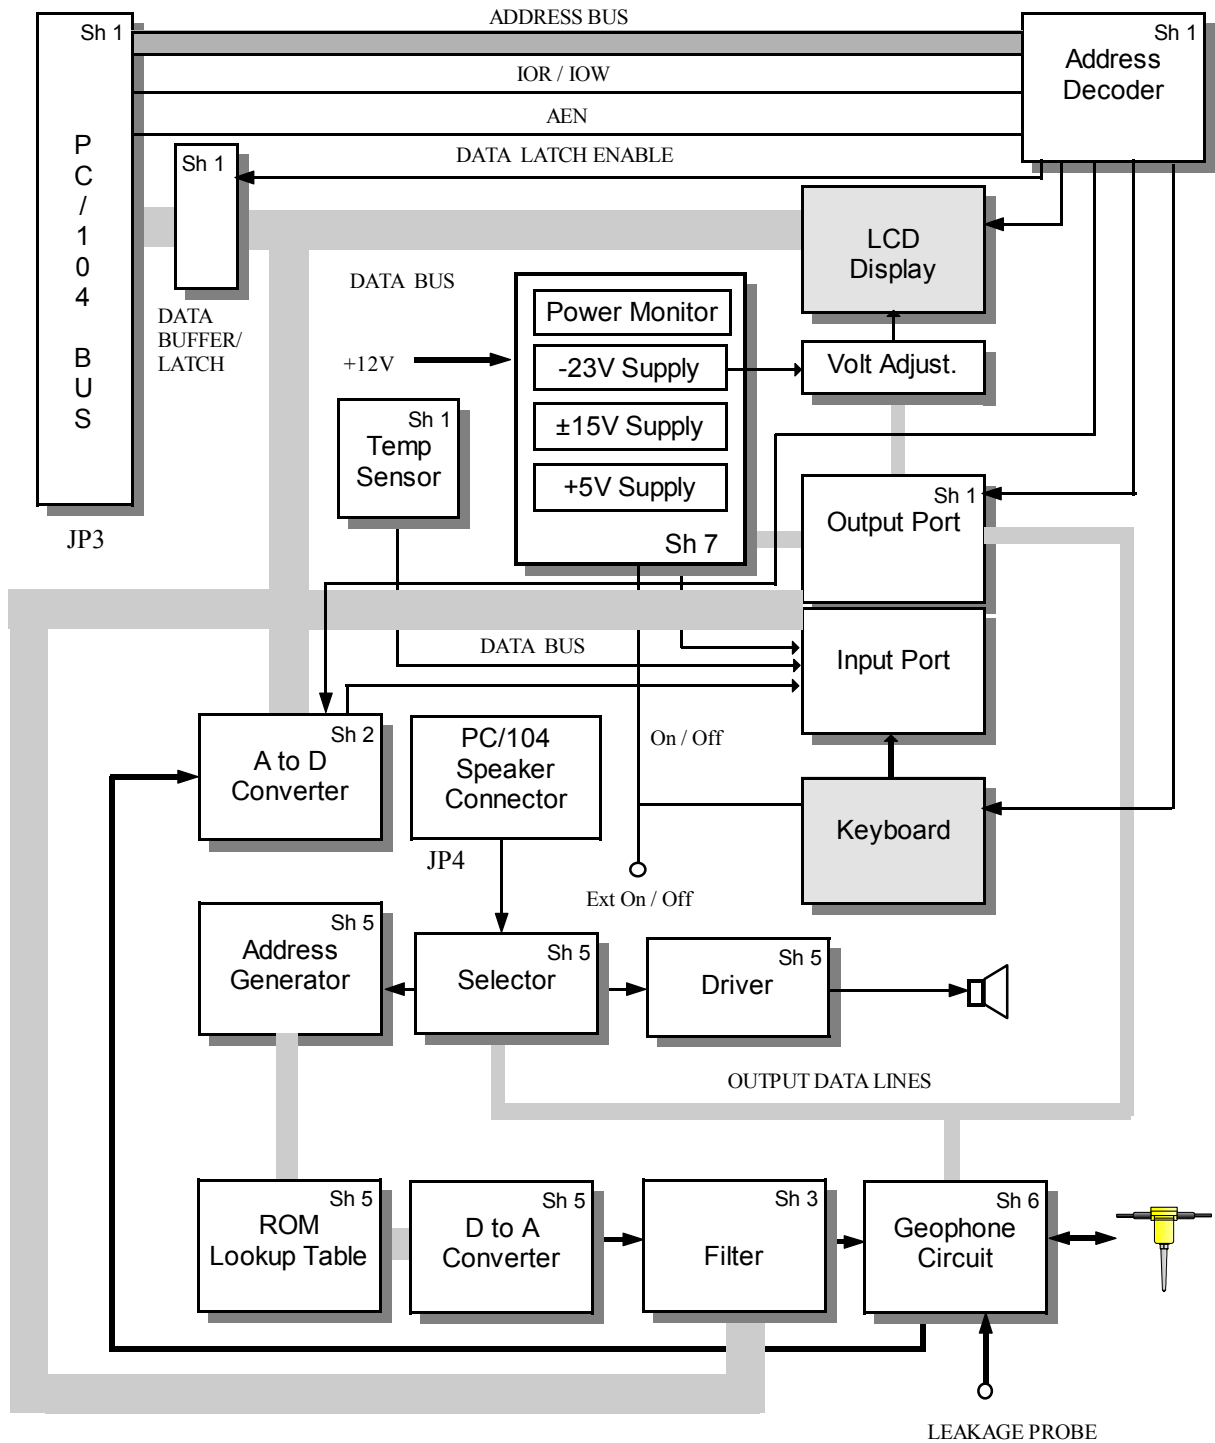 ADDRESS BUS
Sh 1
Sh 1
Address
Decoder
IOR / IOW
AEN
DATA LATCH ENABLE
P
C
/
1
0
4
B
U
S
JP3
Sh 1
DATA
BUFFER/
LATCH
LCD
Display
DATA BUS
+12V
Power Monitor
-23V Supply
±15V Supply
+5V Supply
Sh 7
Volt Adjust.
Sh 1
Temp
Sensor
Sh 1
Output Port
DATA BUS
Input Port
Sh 2
A to D
Converter
PC/104
Speaker
Connector
JP4
On / Off
Keyboard
Ext On / Off
Sh 5
Address
Generator
Sh 5
Selector
Sh 5
Driver
OUTPUT DATA LINES
Sh 5
ROM
Lookup Table
Sh 5
D to A
Converter
Sh 3
Filter
Sh 6
Geophone
Circuit
LEAKAGE PROBE